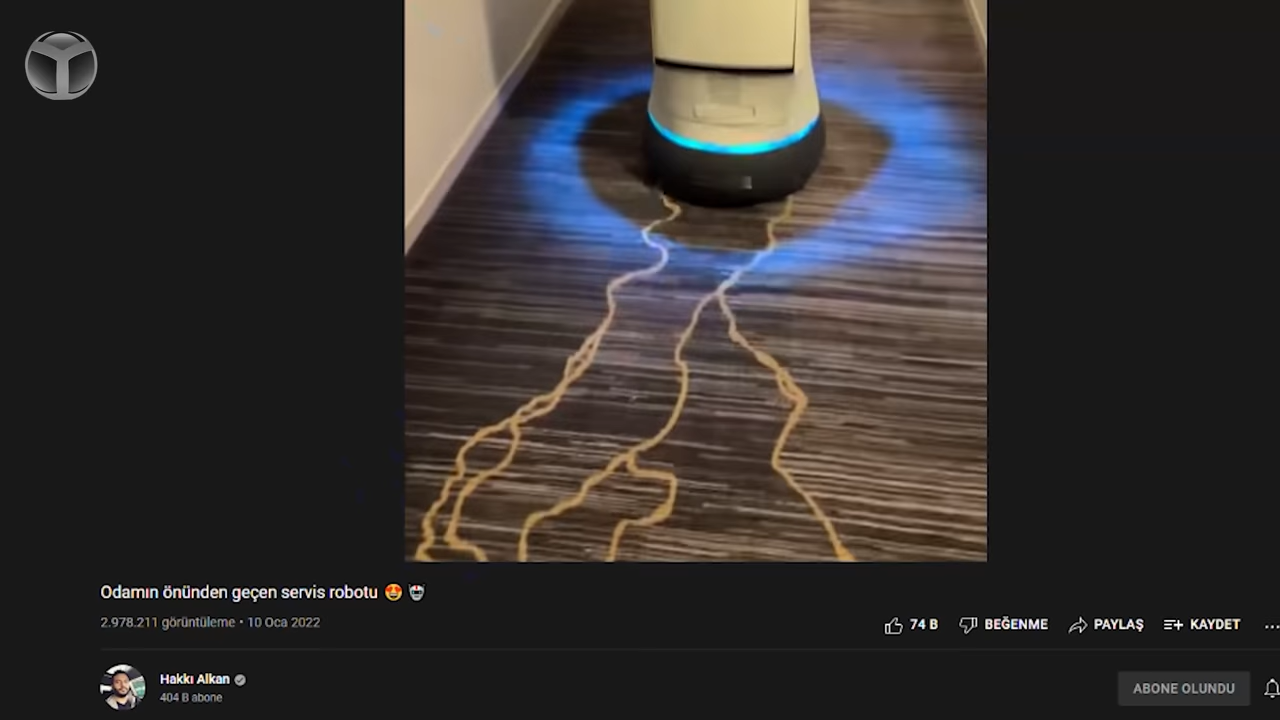 Odamın önünden geçen servis robotu 🤩 🤡
2.978.211 görüntüleme • 10 Oca 2022
74 B
BEĞENME
PAYLAŞ
KAYDET
Hakkı Alkan
404 B abone
ABONE OLUNDU